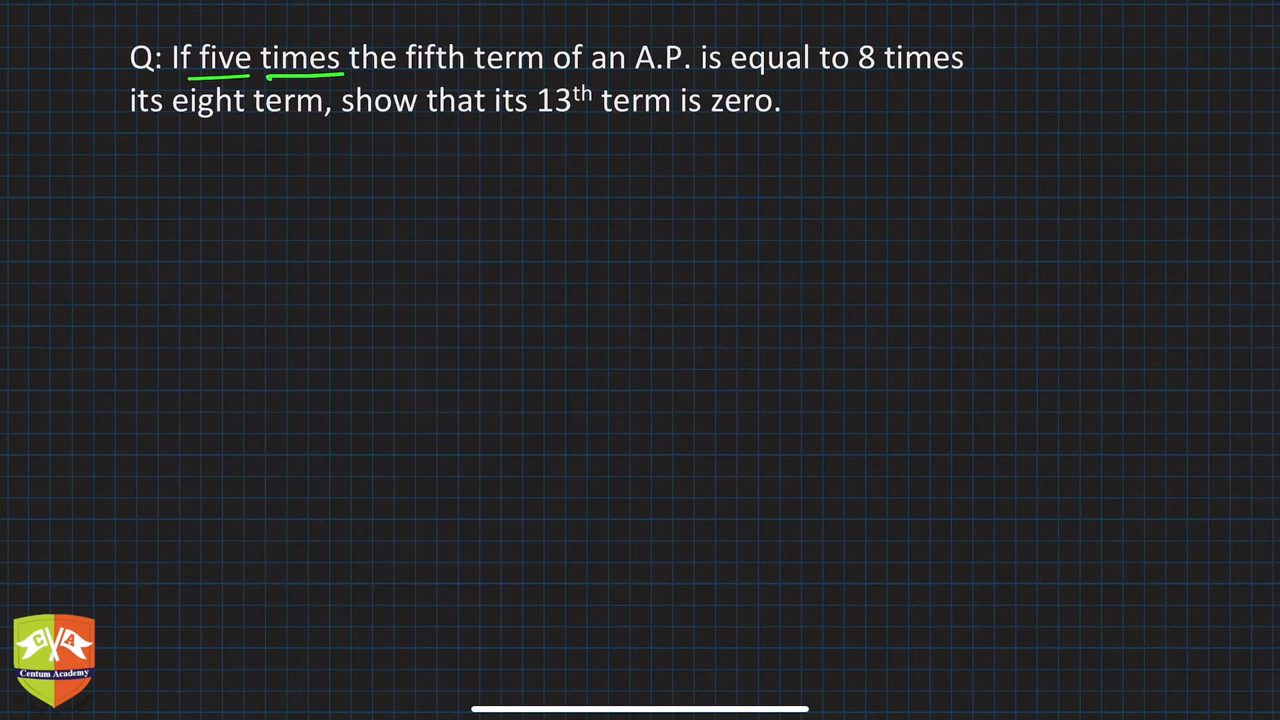 Q: If five times the fifth term of an A.P. is equal to 8 times
its eight term, show that its 13th term is zero.
C A
Centum Academy